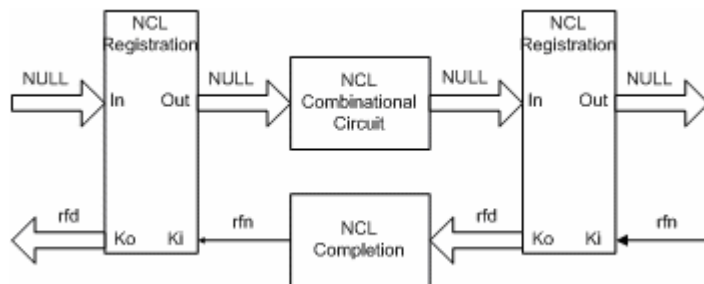 NCL
Registration
NCL
Registration
NULL
NULL
NCL
Combinational
Circuit
NULL
NULL
In
Out
In
Out
rfd
rfn
NCL
Completion
rfd
rfn
Ko
Ki
Ko
Ki